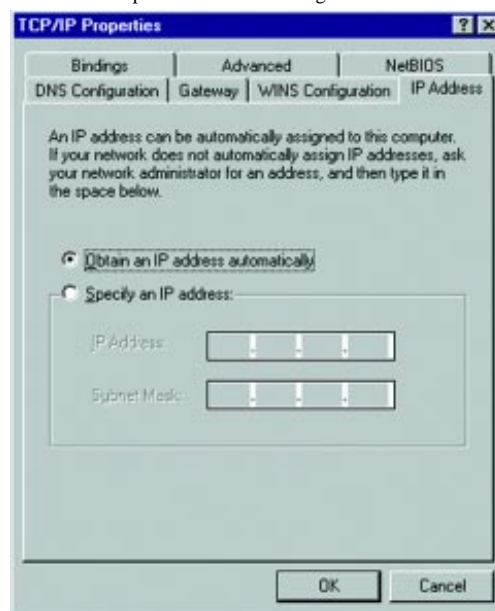 TCP/IP Properties
Bindings Advanced NetBIOS
DNS Configuration Gateway WINS Configuration IP Address
An IP address can be automatically assigned to this computer.
If your network does not automatically assign IP addresses, ask
your network administrator for an address, and then type it in
the space below.
Obtain an IP address automatically
Specify an IP address:
IP Address:
Subnet Mask:
OK Cancel